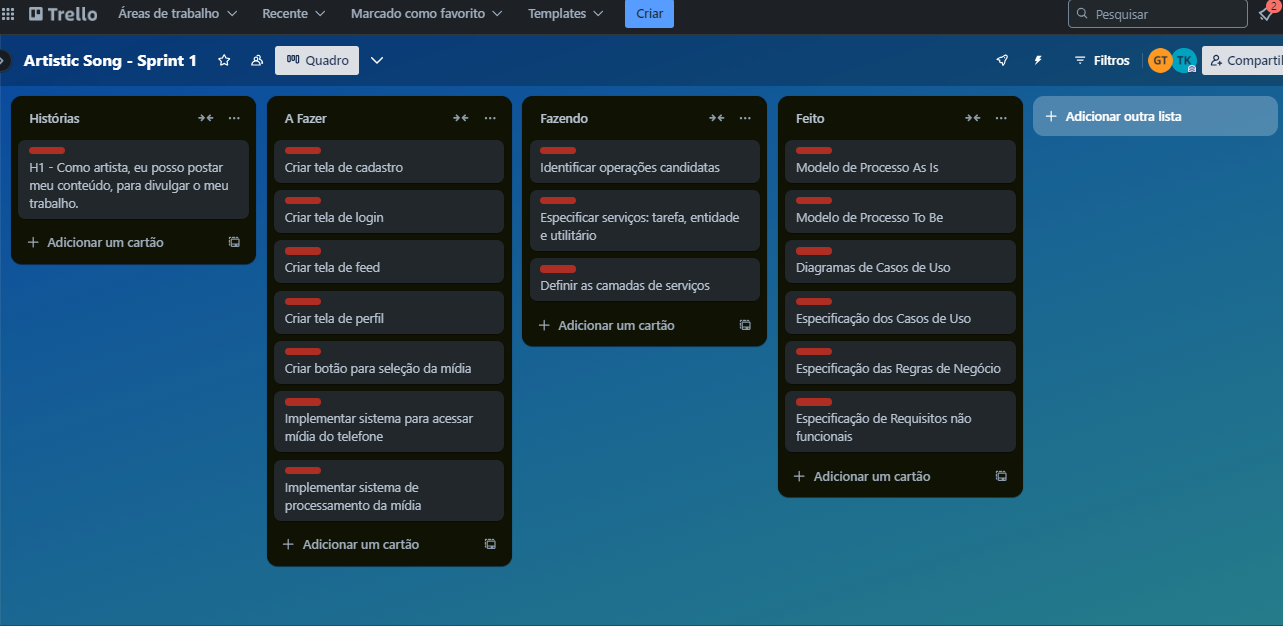 Trello
Áreas de trabalho
Recente
Marcado como favorito
Templates
Criar
Pesquisar
2
Artistic Song - Sprint 1
Quadro
Filtros
GT
TK
Compartil
Histórias
H1 - Como artista, eu posso postar
meu conteúdo, para divulgar o meu
trabalho.
Adicionar um cartão
A Fazer
Criar tela de cadastro
Criar tela de login
Criar tela de feed
Criar tela de perfil
Criar botão para seleção da mídia
Implementar sistema para acessar
mídia do telefone
Implementar sistema de
processamento da mídia
Adicionar um cartão
Fazendo
Identificar operações candidatas
Especificar serviços: tarefa, entidade
e utilitário
Definir as camadas de serviços
Adicionar um cartão
Feito
Modelo de Processo As Is
Modelo de Processo To Be
Diagramas de Casos de Uso
Especificação dos Casos de Uso
Especificação das Regras de Negócio
Especificação de Requisitos não
funcionais
Adicionar um cartão
Adicionar outra lista